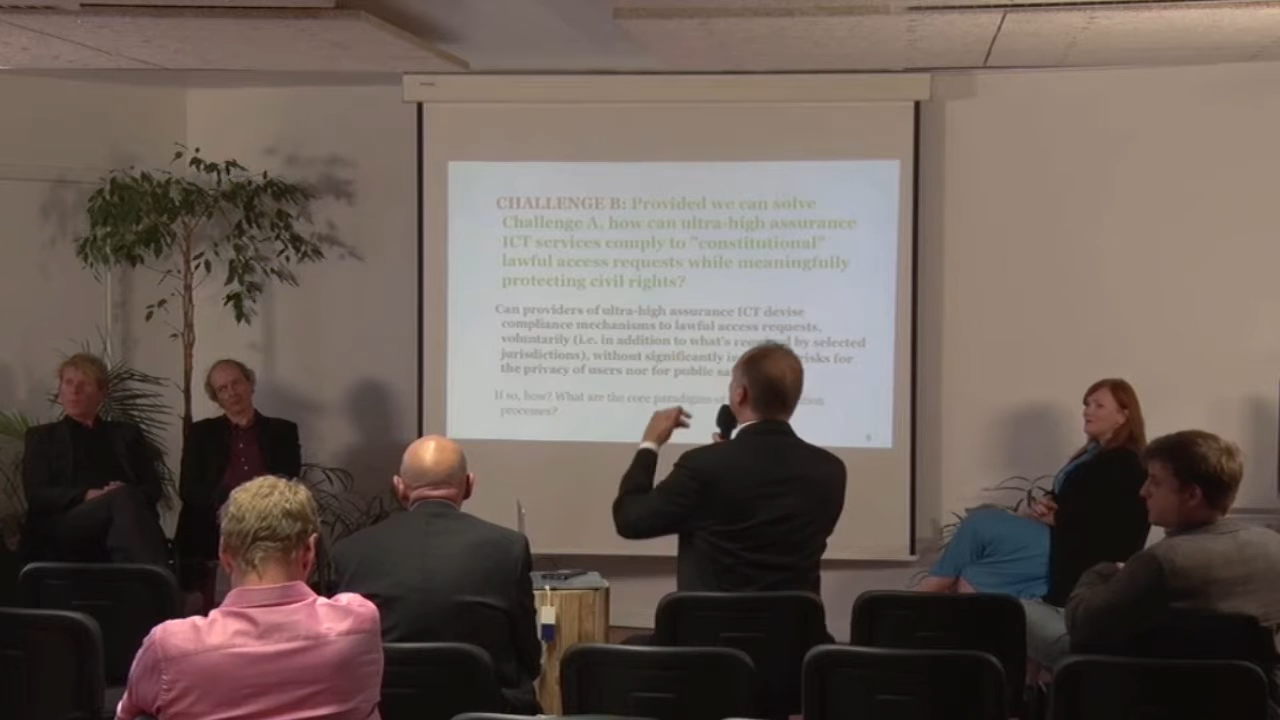 CHALLENGE B: Provided we can solve
Challenge A, how can ultra-high assurance
ICT services comply to "constitutional"
lawful access requests while meaningfully
protecting civil rights?
Can providers of ultra-high assurance ICT devise
compliance mechanisms to lawful access requests,
voluntarily (i.e. in addition to what's by selected
jurisdictions), without significantly risks for
the privacy of users nor for public
If so, how? What are the core paradigms
processes?